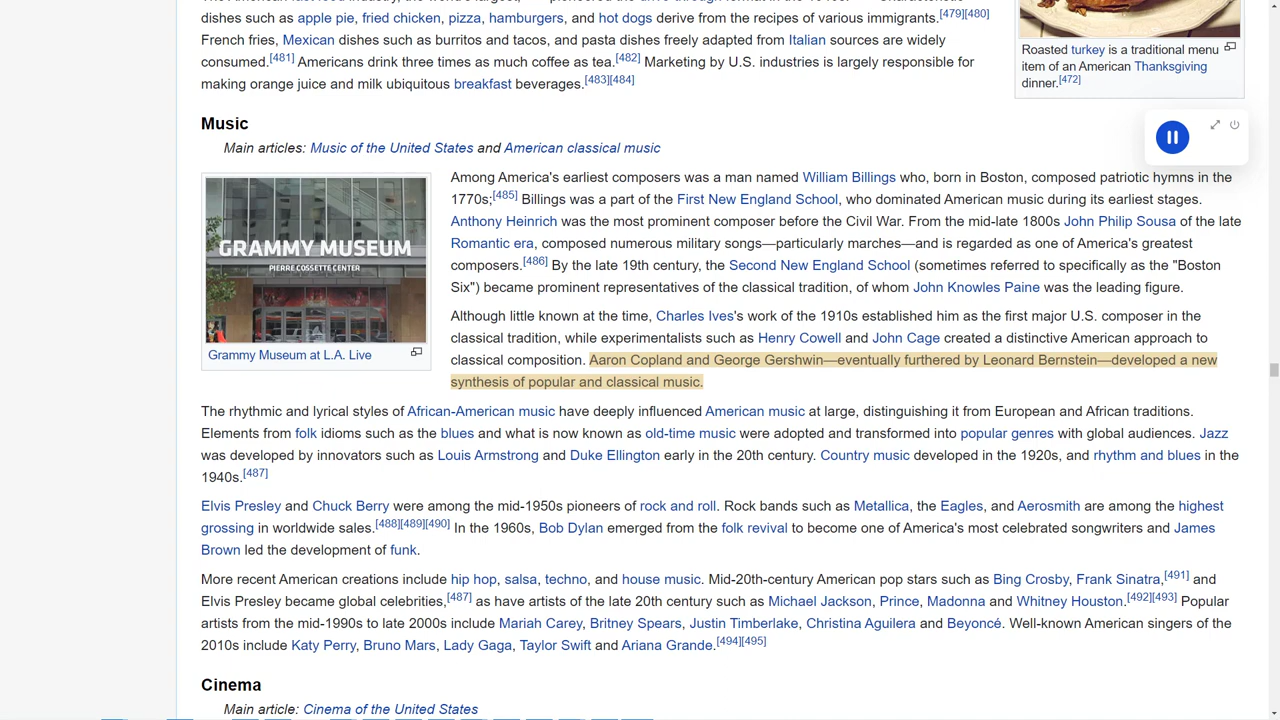 dishes such as apple pie, fried chicken, pizza, hamburgers, and hot dogs derive from the recipes of various immigrants.[479][480]
French fries, Mexican dishes such as burritos and tacos, and pasta dishes freely adapted from Italian sources are widely
consumed.[481] Americans drink three times as much coffee as tea.[482] Marketing by U.S. industries is largely responsible for
making orange juice and milk ubiquitous breakfast beverages.[483][484]
Roasted turkey is a traditional menu
item of an American Thanksgiving
dinner.[472]
Music
Main articles: Music of the United States and American classical music
GRAMMY MUSEUM
PIERRE COSSETTE CENTER
Grammy Museum at L.A. Live
Among America's earliest composers was a man named William Billings who, born in Boston, composed patriotic hymns in the
1770s;[485] Billings was a part of the First New England School, who dominated American music during its earliest stages.
Anthony Heinrich was the most prominent composer before the Civil War. From the mid-late 1800s John Philip Sousa of the late
Romantic era, composed numerous military songs—particularly marches—and is regarded as one of America's greatest
composers.[486] By the late 19th century, the Second New England School (sometimes referred to specifically as the "Boston
Six") became prominent representatives of the classical tradition, of whom John Knowles Paine was the leading figure.
Although little known at the time, Charles Ives's work of the 1910s established him as the first major U.S. composer in the
classical tradition, while experimentalists such as Henry Cowell and John Cage created a distinctive American approach to
classical composition. Aaron Copland and George Gershwin—eventually furthered by Leonard Bernstein—developed a new
synthesis of popular and classical music.
The rhythmic and lyrical styles of African-American music have deeply influenced American music at large, distinguishing it from European and African traditions.
Elements from folk idioms such as the blues and what is now known as old-time music were adopted and transformed into popular genres with global audiences. Jazz
was developed by innovators such as Louis Armstrong and Duke Ellington early in the 20th century. Country music developed in the 1920s, and rhythm and blues in the
1940s.[487]
Elvis Presley and Chuck Berry were among the mid-1950s pioneers of rock and roll. Rock bands such as Metallica, the Eagles, and Aerosmith are among the highest
grossing in worldwide sales.[488][489][490] In the 1960s, Bob Dylan emerged from the folk revival to become one of America's most celebrated songwriters and James
Brown led the development of funk.
More recent American creations include hip hop, salsa, techno, and house music. Mid-20th-century American pop stars such as Bing Crosby, Frank Sinatra,[491] and
Elvis Presley became global celebrities,[487] as have artists of the late 20th century such as Michael Jackson, Prince, Madonna and Whitney Houston.[492][493] Popular
artists from the mid-1990s to late 2000s include Mariah Carey, Britney Spears, Justin Timberlake, Christina Aguilera and Beyoncé. Well-known American singers of the
2010s include Katy Perry, Bruno Mars, Lady Gaga, Taylor Swift and Ariana Grande.[494][495]
Cinema
Main article: Cinema of the United States